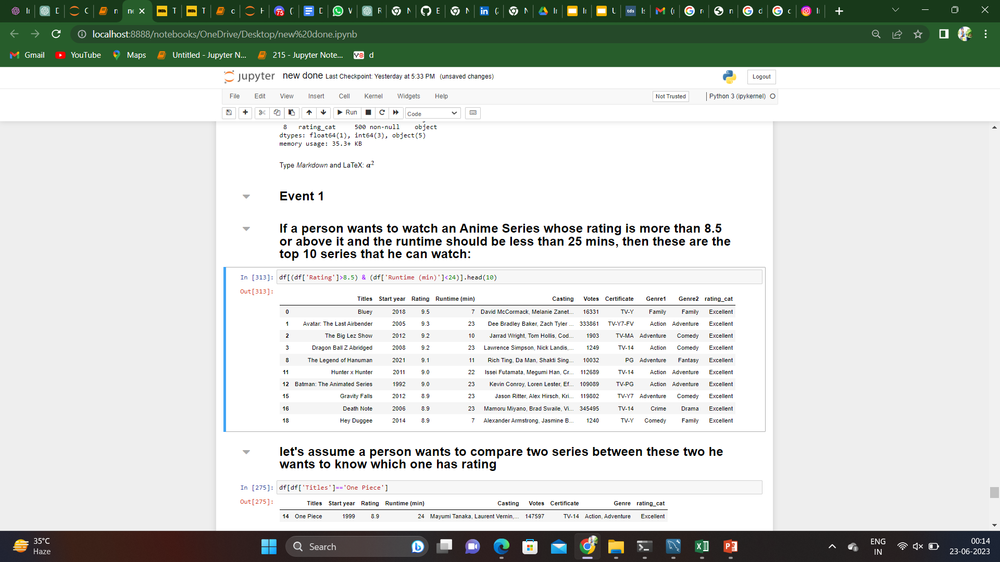 localhost:8888/notebooks/OneDrive/Desktop/new%20done.ipynb
Gmail YouTube Maps Untitled - Jupyter N... 215 - Jupyter Note... d
jupyter new done Last Checkpoint: Yesterday at 5:33 PM (unsaved changes) Logout
File Edit View Insert Cell Kernel Widgets Help Not Trusted Python 3 (ipykernel)
Run Code
8 rating_cat 500 non-null object
dtypes: float64(1), int64(3), object(5)
memory usage: 35.3+ KB
Type Markdown and LaTeX: α²
Event 1
If a person wants to watch an Anime Series whose rating is more than 8.5
or above it and the runtime should be less than 25 mins, then these are the
top 10 series that he can watch:
In [313]: df[(df['Rating']>8.5) & (df['Runtime (min)']<24)].head(10)
Out[313]:
Titles Start year Rating Runtime (min) Casting Votes Certificate Genre1 Genre2 rating_cat
0 Bluey 2018 9.5 7 David McCormack, Melanie Zanet... 16331 TV-Y Family Family Excellent
1 Avatar: The Last Airbender 2005 9.3 23 Dee Bradley Baker, Zach Tyler ... 333861 TV-Y7-FV Action Adventure Excellent
2 The Big Lez Show 2012 9.2 10 Jarrad Wright, Tom Hollis, Cod... 1903 TV-MA Adventure Comedy Excellent
3 Dragon Ball Z Abridged 2008 9.2 23 Lawrence Simpson, Nick Landis,... 1249 TV-14 Action Comedy Excellent
8 The Legend of Hanuman 2021 9.1 11 Rich Ting, Da Man, Shakti Sing... 10032 PG Adventure Fantasy Excellent
11 Hunter x Hunter 2011 9.0 22 Issei Futamata, Megumi Han, Cr... 112689 TV-14 Action Adventure Excellent
12 Batman: The Animated Series 1992 9.0 23 Kevin Conroy, Loren Lester, Ef... 109089 TV-PG Action Adventure Excellent
15 Gravity Falls 2012 8.9 23 Jason Ritter, Alex Hirsch, Kri... 119802 TV-Y7 Adventure Comedy Excellent
16 Death Note 2006 8.9 23 Mamoru Miyano, Brad Swaile, Vi... 345495 TV-14 Crime Drama Excellent
18 Hey Duggee 2014 8.9 7 Alexander Armstrong, Jasmine B... 1240 TV-Y Comedy Family Excellent
let's assume a person wants to compare two series between these two he
wants to know which one has rating
In [275]: df[df['Titles']=='One Piece']
Out[275]:
Titles Start year Rating Runtime (min) Casting Votes Certificate Genre rating_cat
14 One Piece 1999 8.9 24 Mayumi Tanaka, Laurent Vernin,... 147597 TV-14 Action, Adventure Excellent
35°C
Haze
Search
ENG
IN
00:14
23-06-2023